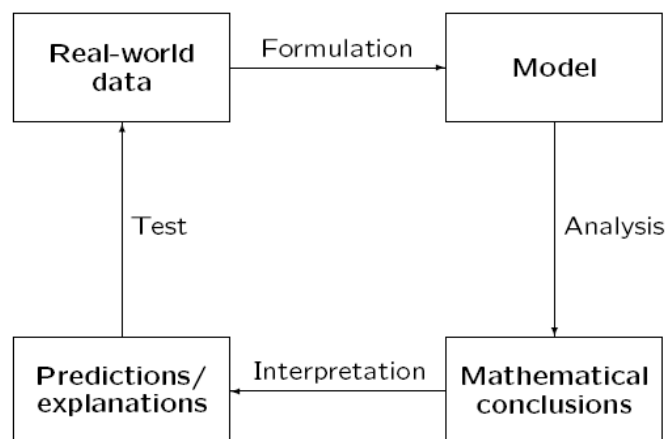 Real-world
data
Formulation
Model
Test
Analysis
Predictions/
explanations
Interpretation
Mathematical
conclusions